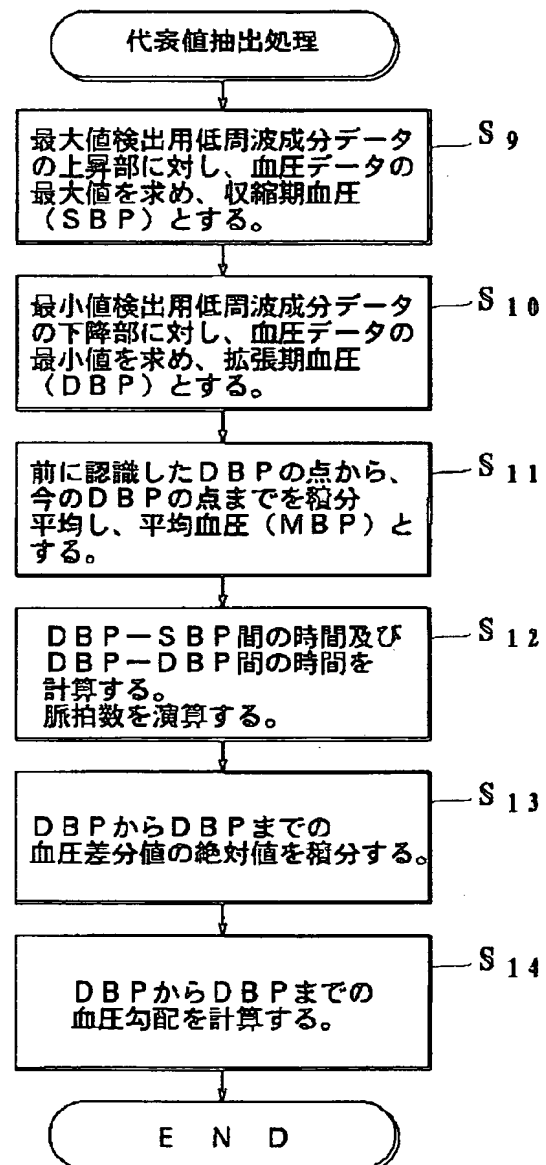 代表値抽出処理
最大値検出用低周波成分データ
S 9
の上昇部に対し、血圧データの
最大値を求め、収縮期血圧
（ＳＢＰ）とする。
最小値検出用低周波成分データ
S 10
の下降部に対し、血圧データの
最小値を求め、拡張期血圧
（ＤＢＰ）とする。
前に認識したＤＢＰの点から、
S 11
今のＤＢＰの点までを積分
平均し、平均血圧（ＭＢＰ）と
する。
ＤＢＰ－ＳＢＰ間の時間及び
S 12
ＤＢＰ－ＤＢＰ間の時間を
計算する。
脈拍数を演算する。
S 13
ＤＢＰからＤＢＰまでの
血圧差分値の絶対値を積分する。
S 14
ＤＢＰからＤＢＰまでの
血圧勾配を計算する。
Ｅ Ｎ Ｄ